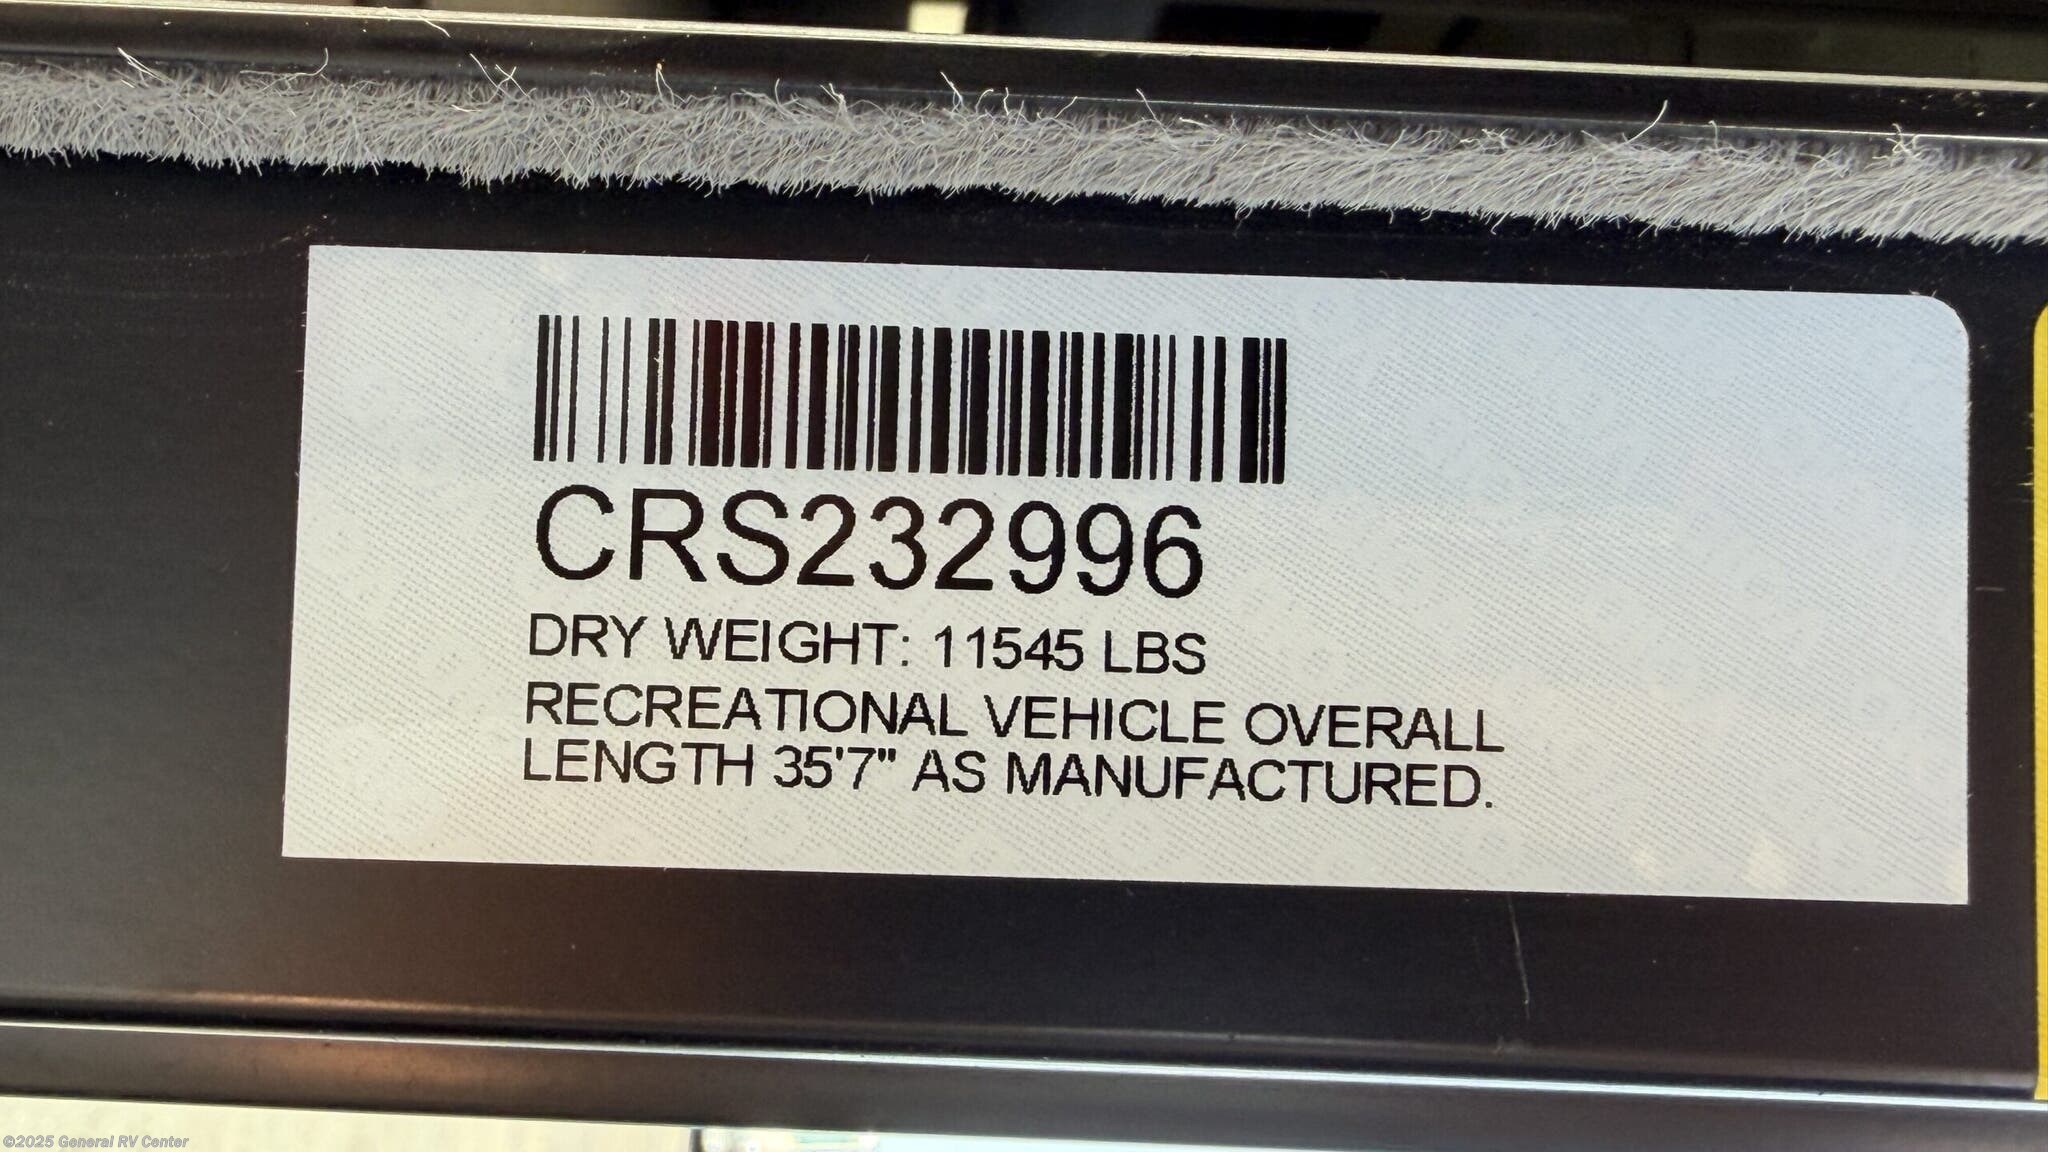 CRS232996
DRY WEIGHT: 11545 LBS
RECREATIONAL VEHICLE OVERALL
LENGTH 35'7" AS MANUFACTURED.
©2025 General RV Center